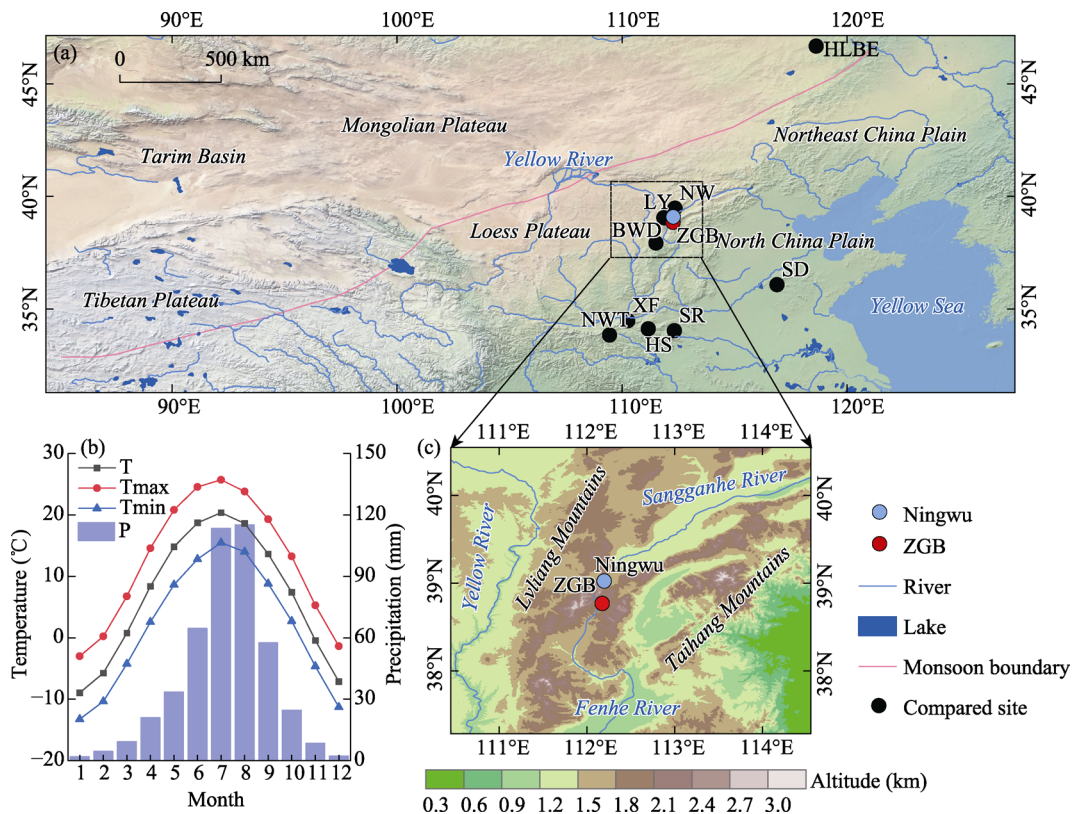 90°E 100°E 110°E 120°E
(a)
0 500 km
HLBE
45°N 45°N
Mongolian Plateau
Northeast China Plain
Tarim Basin
Yellow River
40°N 40°N
NW
LY
Loess Plateau
BWD
ZGB
North China Plain
SD
Tibetan Plateau
Yellow Sea
35°N 35°N
XF
NWT
SR
HS
90°E 100°E 110°E 120°E
(b)
30 150
T
Tmax
Tmin
P
20 120
10 90
0 60
−10 30
−20 0
Temperature (℃)
Precipitation (mm)
1 2 3 4 5 6 7 8 9 10 11 12
Month
(c)
111°E 112°E 113°E 114°E
40°N 40°N
Sangganhe River
Yellow River
Lvliang Mountains
Ningwu
39°N 39°N
ZGB
Taihang Mountains
38°N 38°N
Fenhe River
111°E 112°E 113°E 114°E
Ningwu
ZGB
River
Lake
Monsoon boundary
Compared site
Altitude (km)
0.3 0.6 0.9 1.2 1.5 1.8 2.1 2.4 2.7 3.0